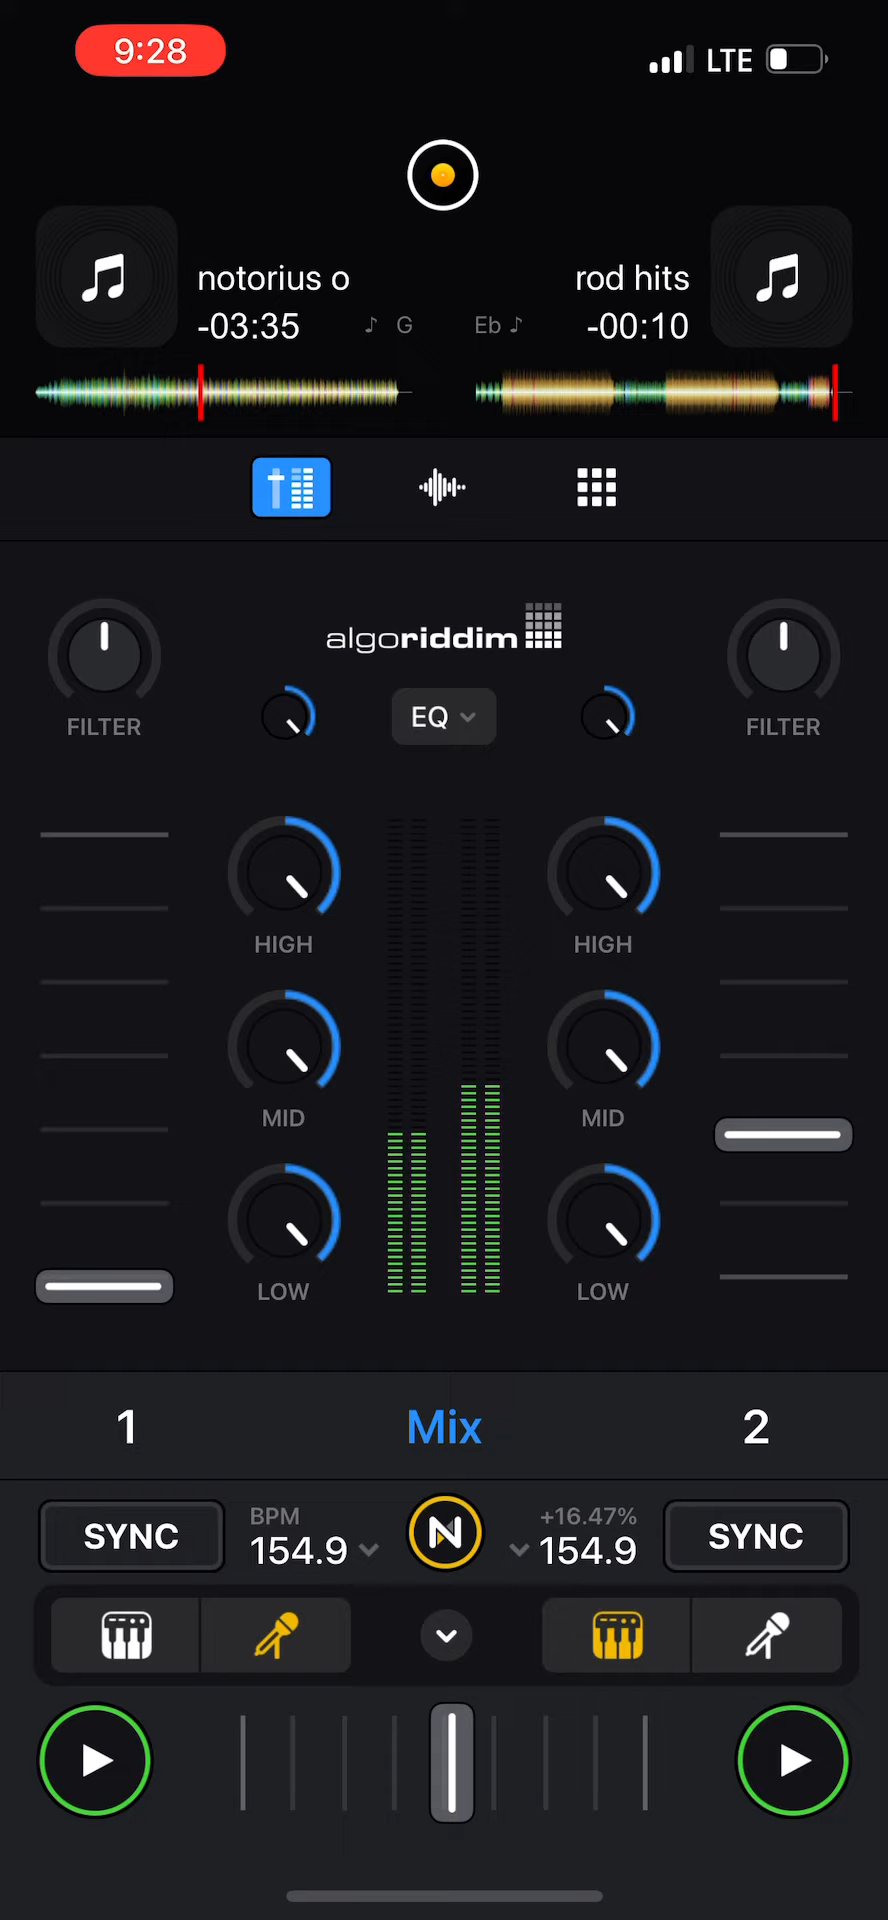 9:28
LTE
notorius o
rod hits
-03:35
G
Eb
-00:10
algoriddim
FILTER
EQ
FILTER
HIGH
HIGH
MID
MID
LOW
LOW
1
Mix
2
SYNC
BPM
154.9
+16.47%
154.9
SYNC